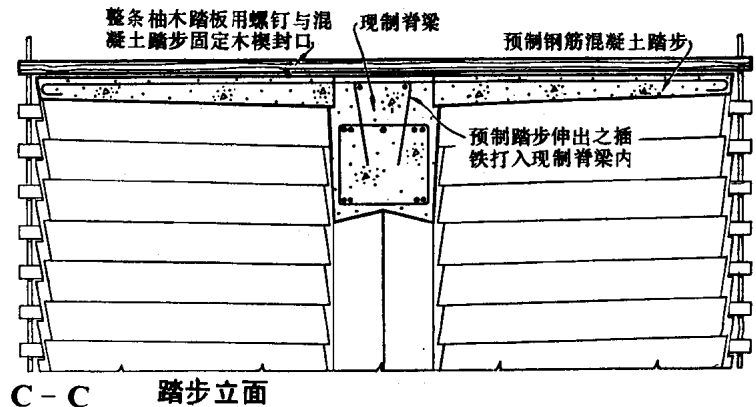 整条柚木踏板用螺钉与混
凝土踏步固定木楔封口
现制脊梁
预制钢筋混凝土踏步
预制踏步伸出之插
铁打入现制脊梁内
C - C 踏步立面